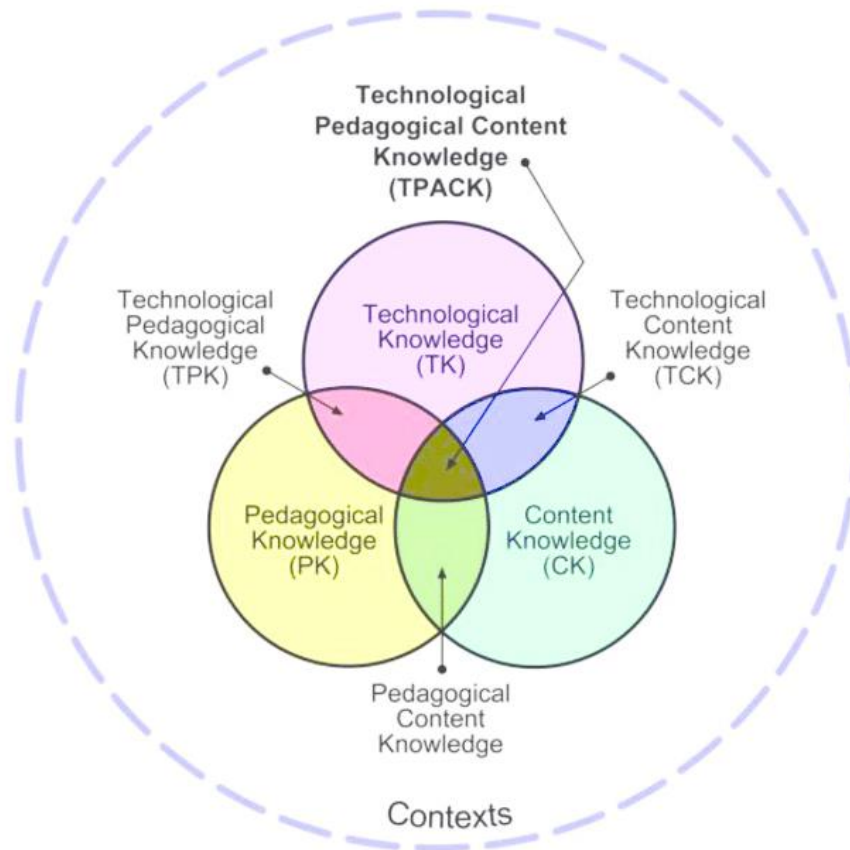 Technological
Pedagogical Content
Knowledge
(TPACK)
Technological
Pedagogical
Knowledge
(TPK)
Technological
Knowledge
(TK)
Technological
Content
Knowledge
(TCK)
Pedagogical
Knowledge
(PK)
Content
Knowledge
(CK)
Pedagogical
Content
Knowledge
Contexts